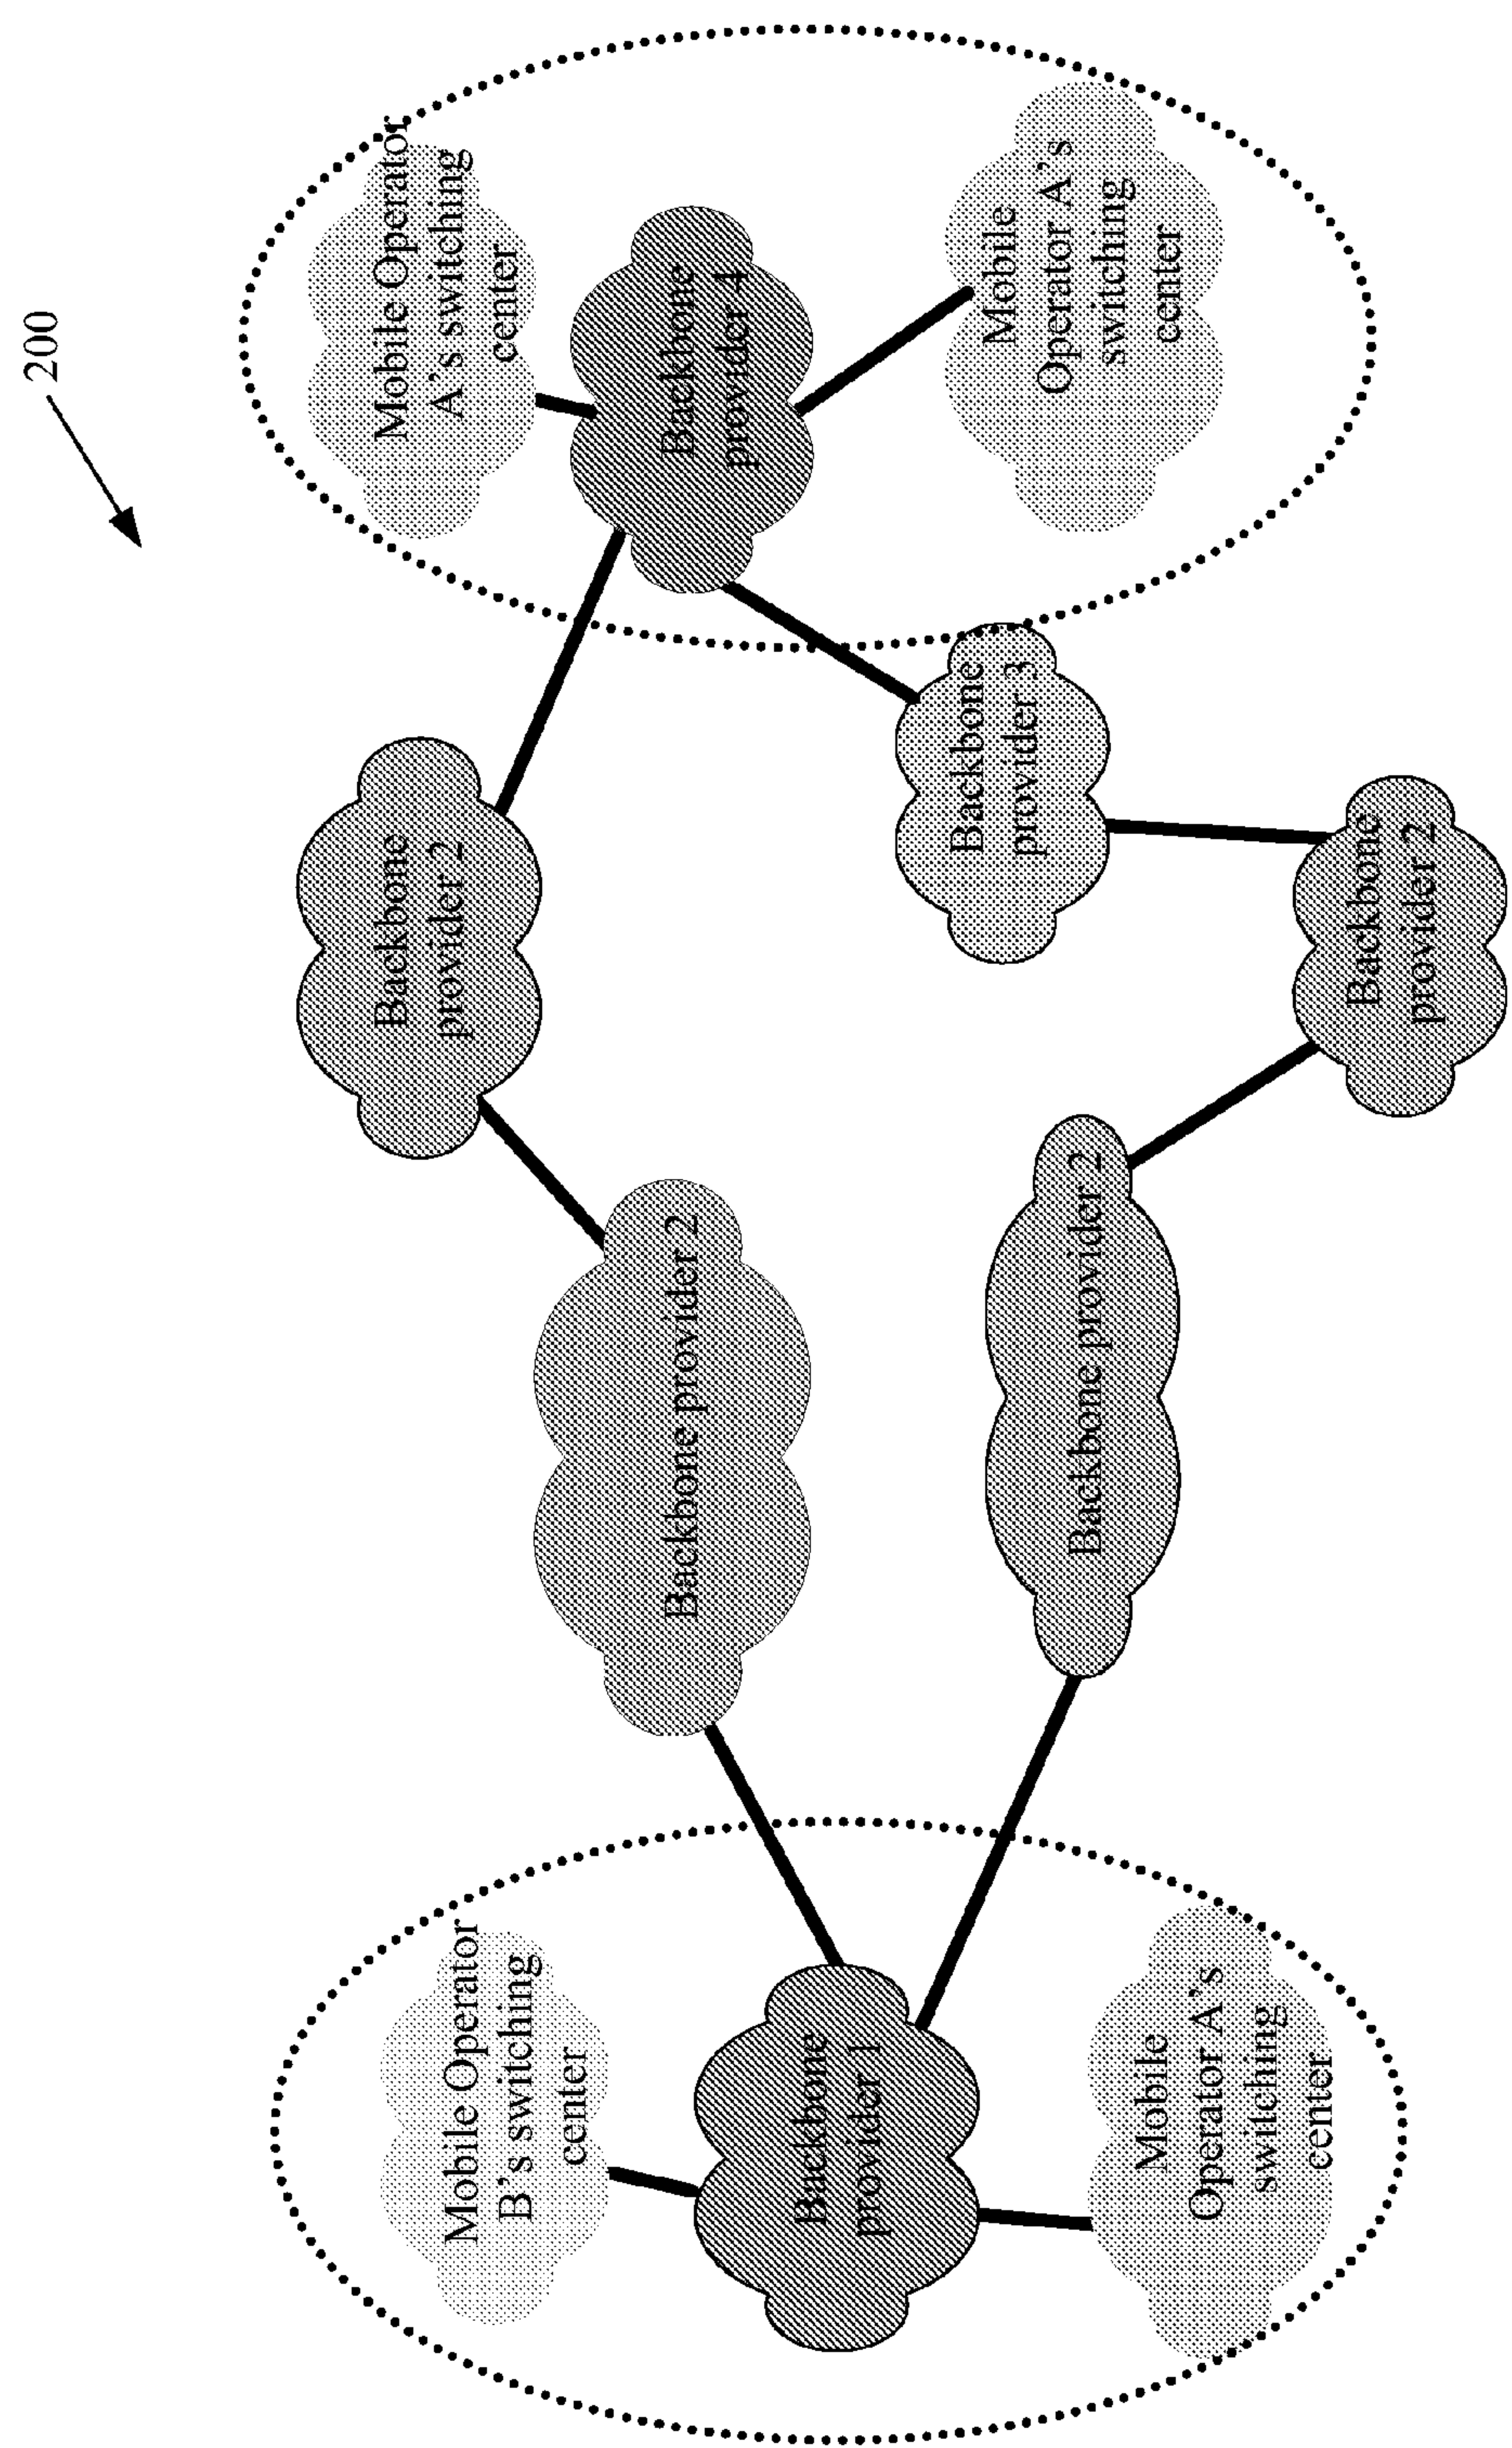 200
Mobile Operator
B's switching
center
Backbone
provider 2
Mobile Operator
A's switching
center
Backbone
provider 1
Backbone provider 2
Backbone
provider 4
Backbone provider 2
Backbone
provider 3
Mobile
Operator A's
switching
center
Mobile
Operator A's
switching
center
Backbone
provider 2